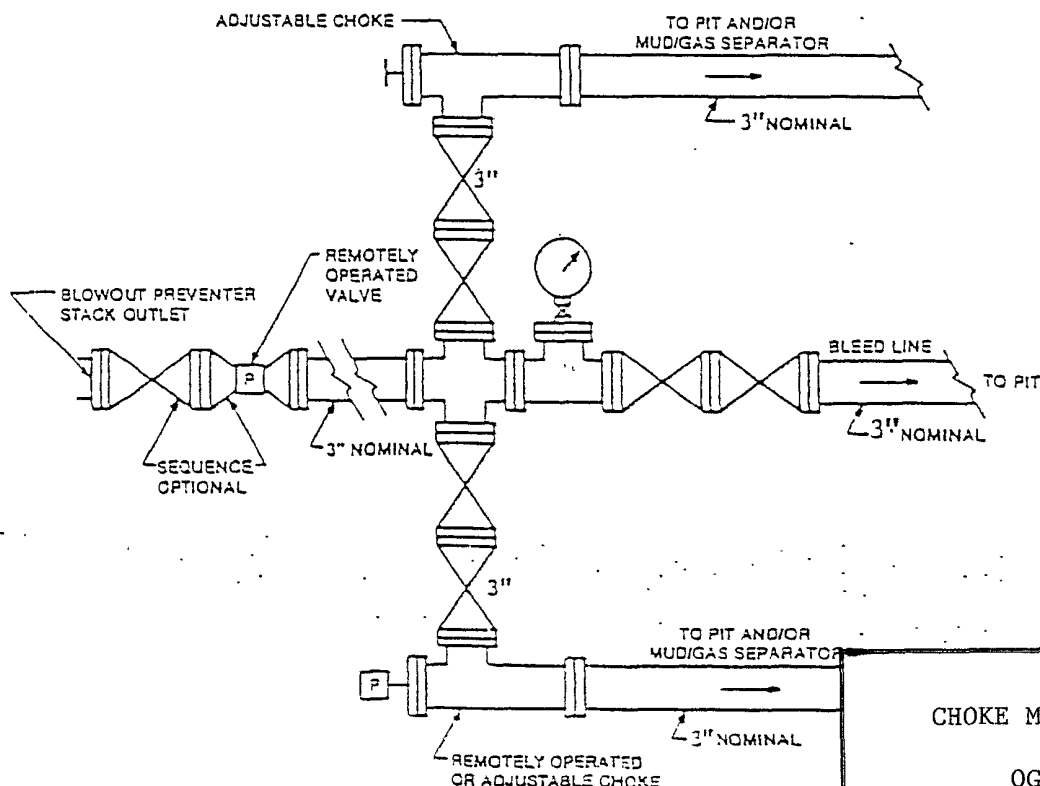 ADJUSTABLE CHOKE
TO PIT AND/OR
MUD/GAS SEPARATOR
3" NOMINAL
3"
REMOTELY
OPERATED
VALVE
BLOWOUT PREVENTER
STACK OUTLET
P
BLEED LINE
TO PIT
3" NOMINAL
3" NOMINAL
SEQUENCE
OPTIONAL
3"
TO PIT AND/OR
MUD/GAS SEPARATOR
P
3" NOMINAL
REMOTELY OPERATED
OR ADJUSTABLE CHOKE
CHOKE M
OG